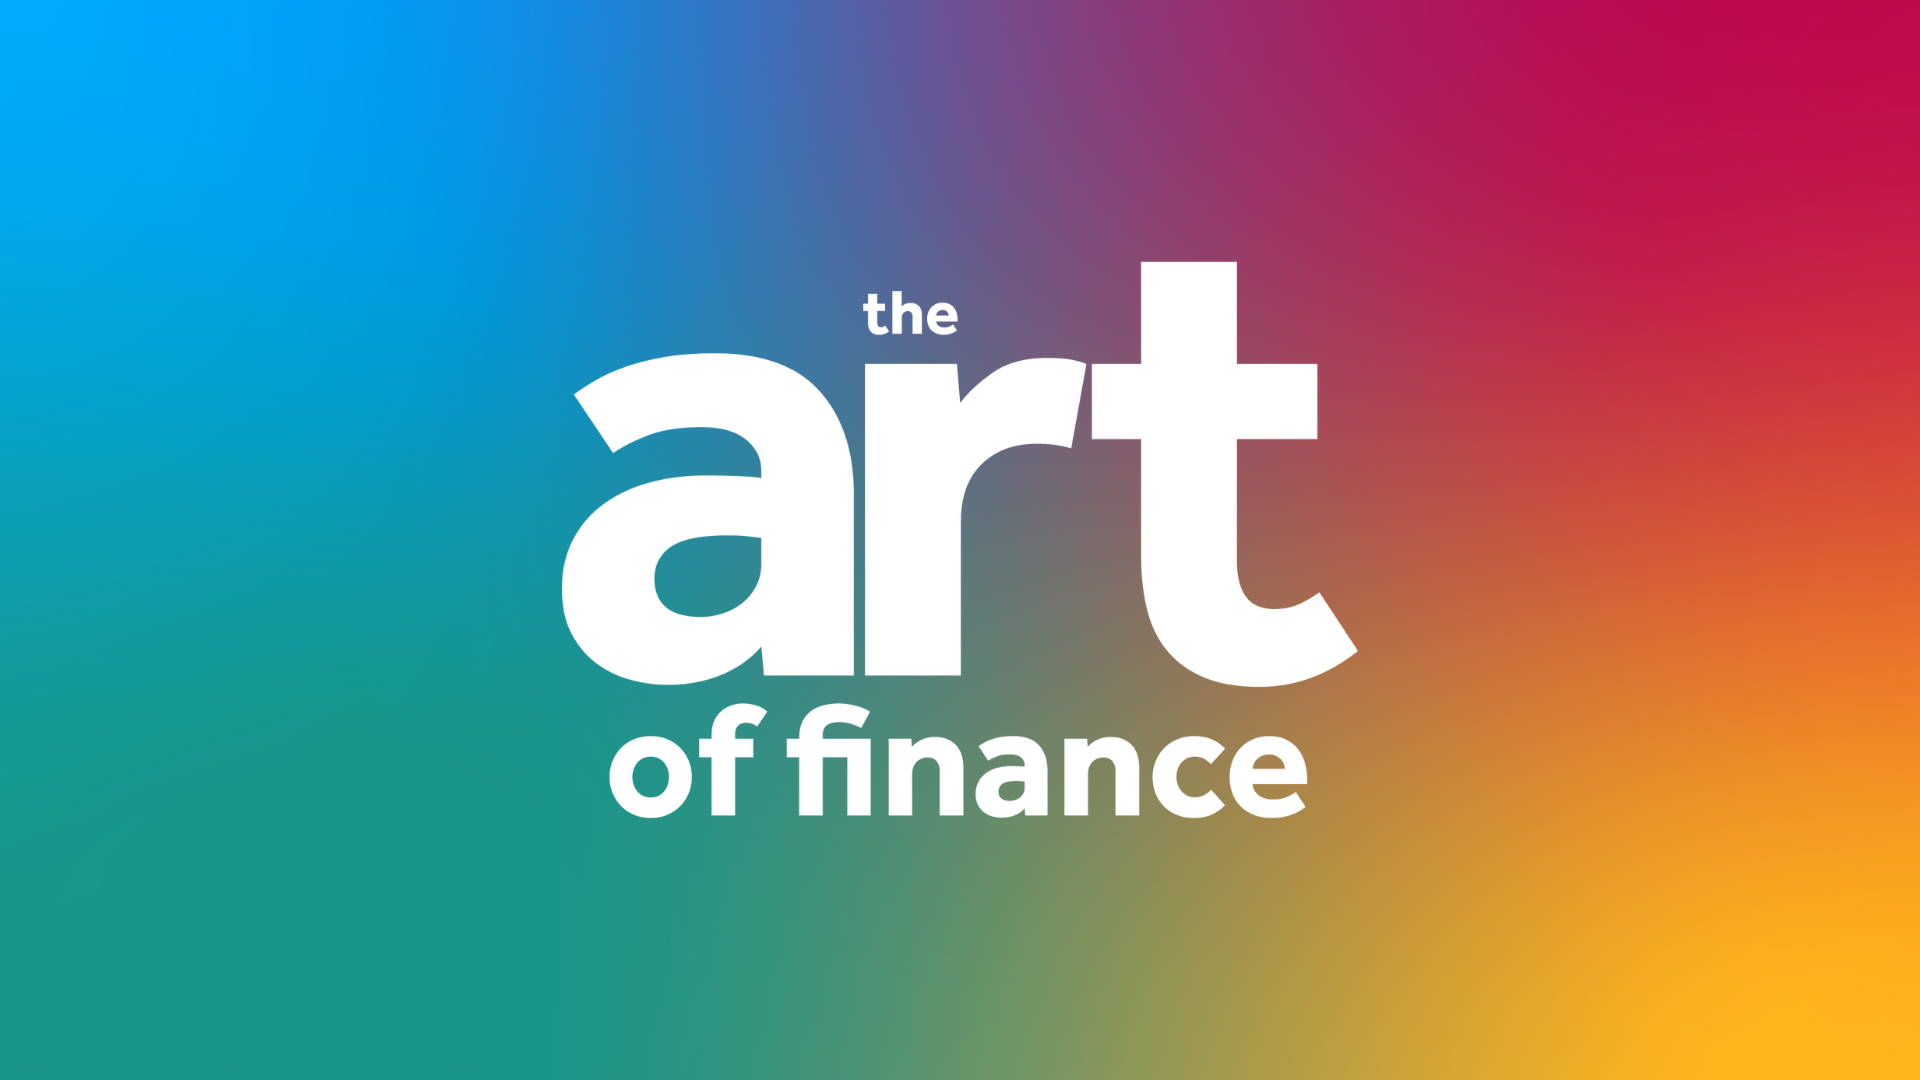 the
art
of finance